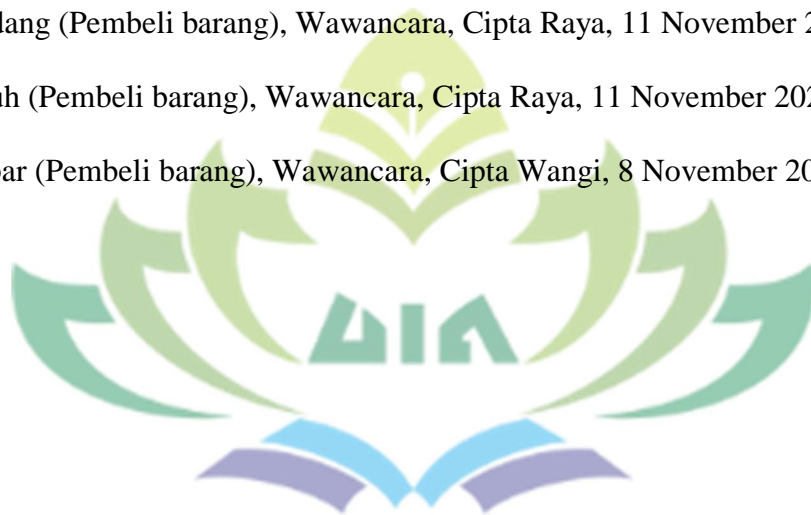 (Pembeli barang), Wawancara, Cipta Raya, 11 November
(Pembeli barang), Wawancara, Cipta Raya, 11 November
(Pembeli barang), Wawancara, Cipta Wangi, 8 November
UIN